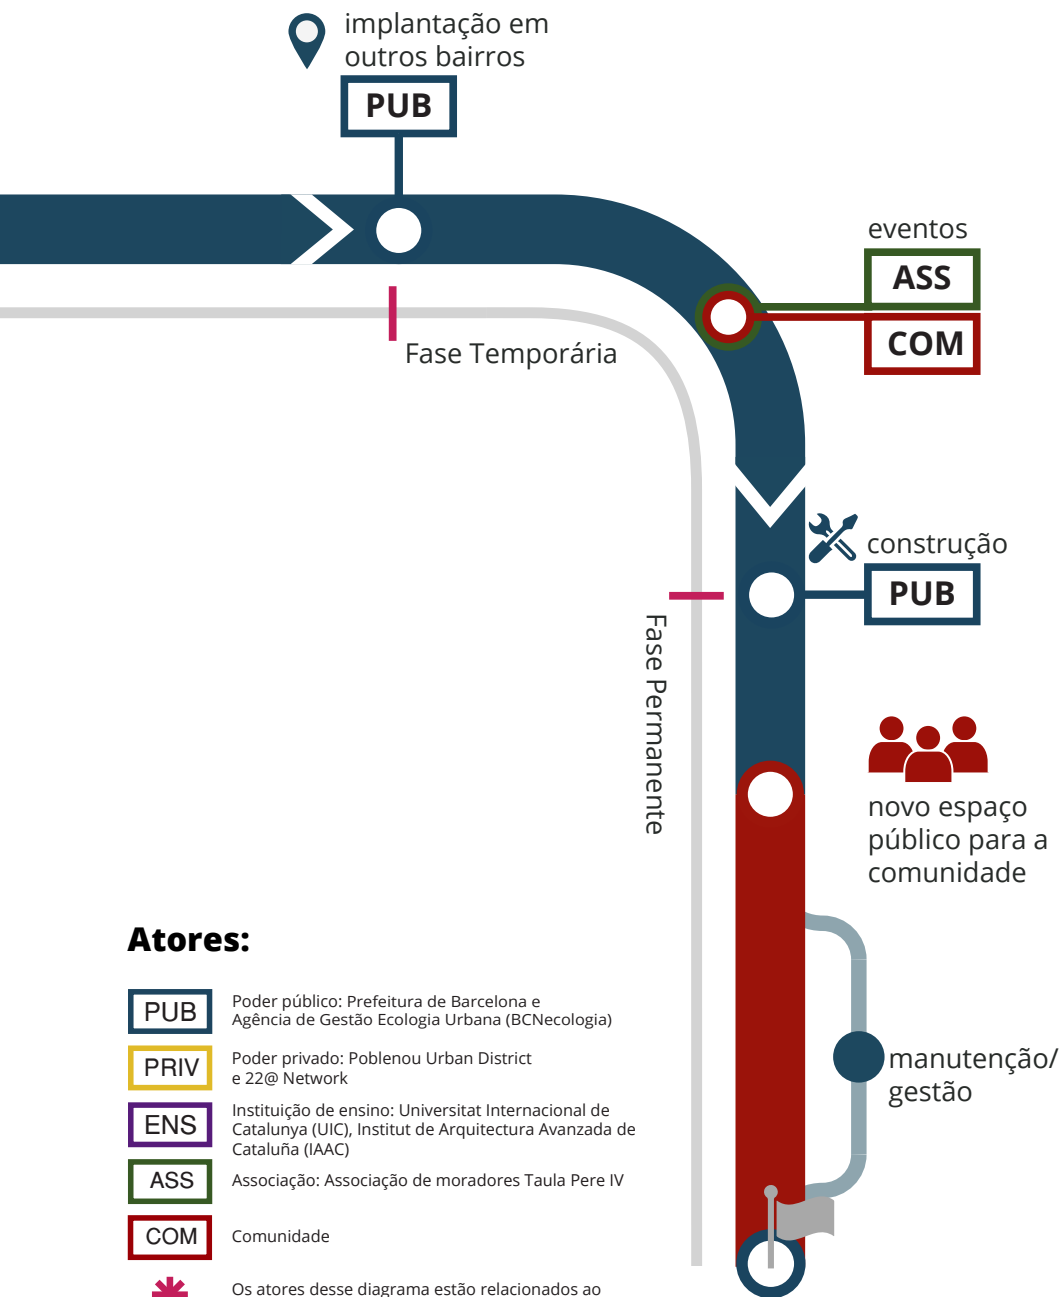 implantação em
outros bairros
PUB
eventos
ASS
COM
Fase Temporária
construção
PUB
Fase Permanente
novo espaço
público para a
comunidade
manutenção/
gestão
Atores:
PUB
Poder público: Prefeitura de Barcelona e
Agência de Gestão Ecologia Urbana (BCNecologia)
PRIV
Poder privado: Poblenou Urban District
e 22@ Network
ENS
Instituição de ensino: Universitat Internacional de
Catalunya (UIC), Institut de Arquitectura Avanzada de
Cataluña (IAAC)
ASS
Associação: Associação de moradores Taula Pere IV
COM
Comunidade
Os atores desse diagrama estão relacionados ao